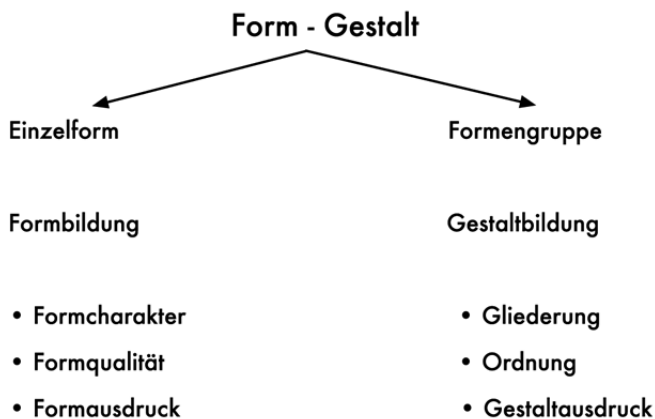 Form - Gestalt
Einzelform
Formengruppe
Formbildung
Gestaltbildung
• Formcharakter
• Gliederung
• Formqualität
• Ordnung
• Formausdruck
• Gestaltausdruck